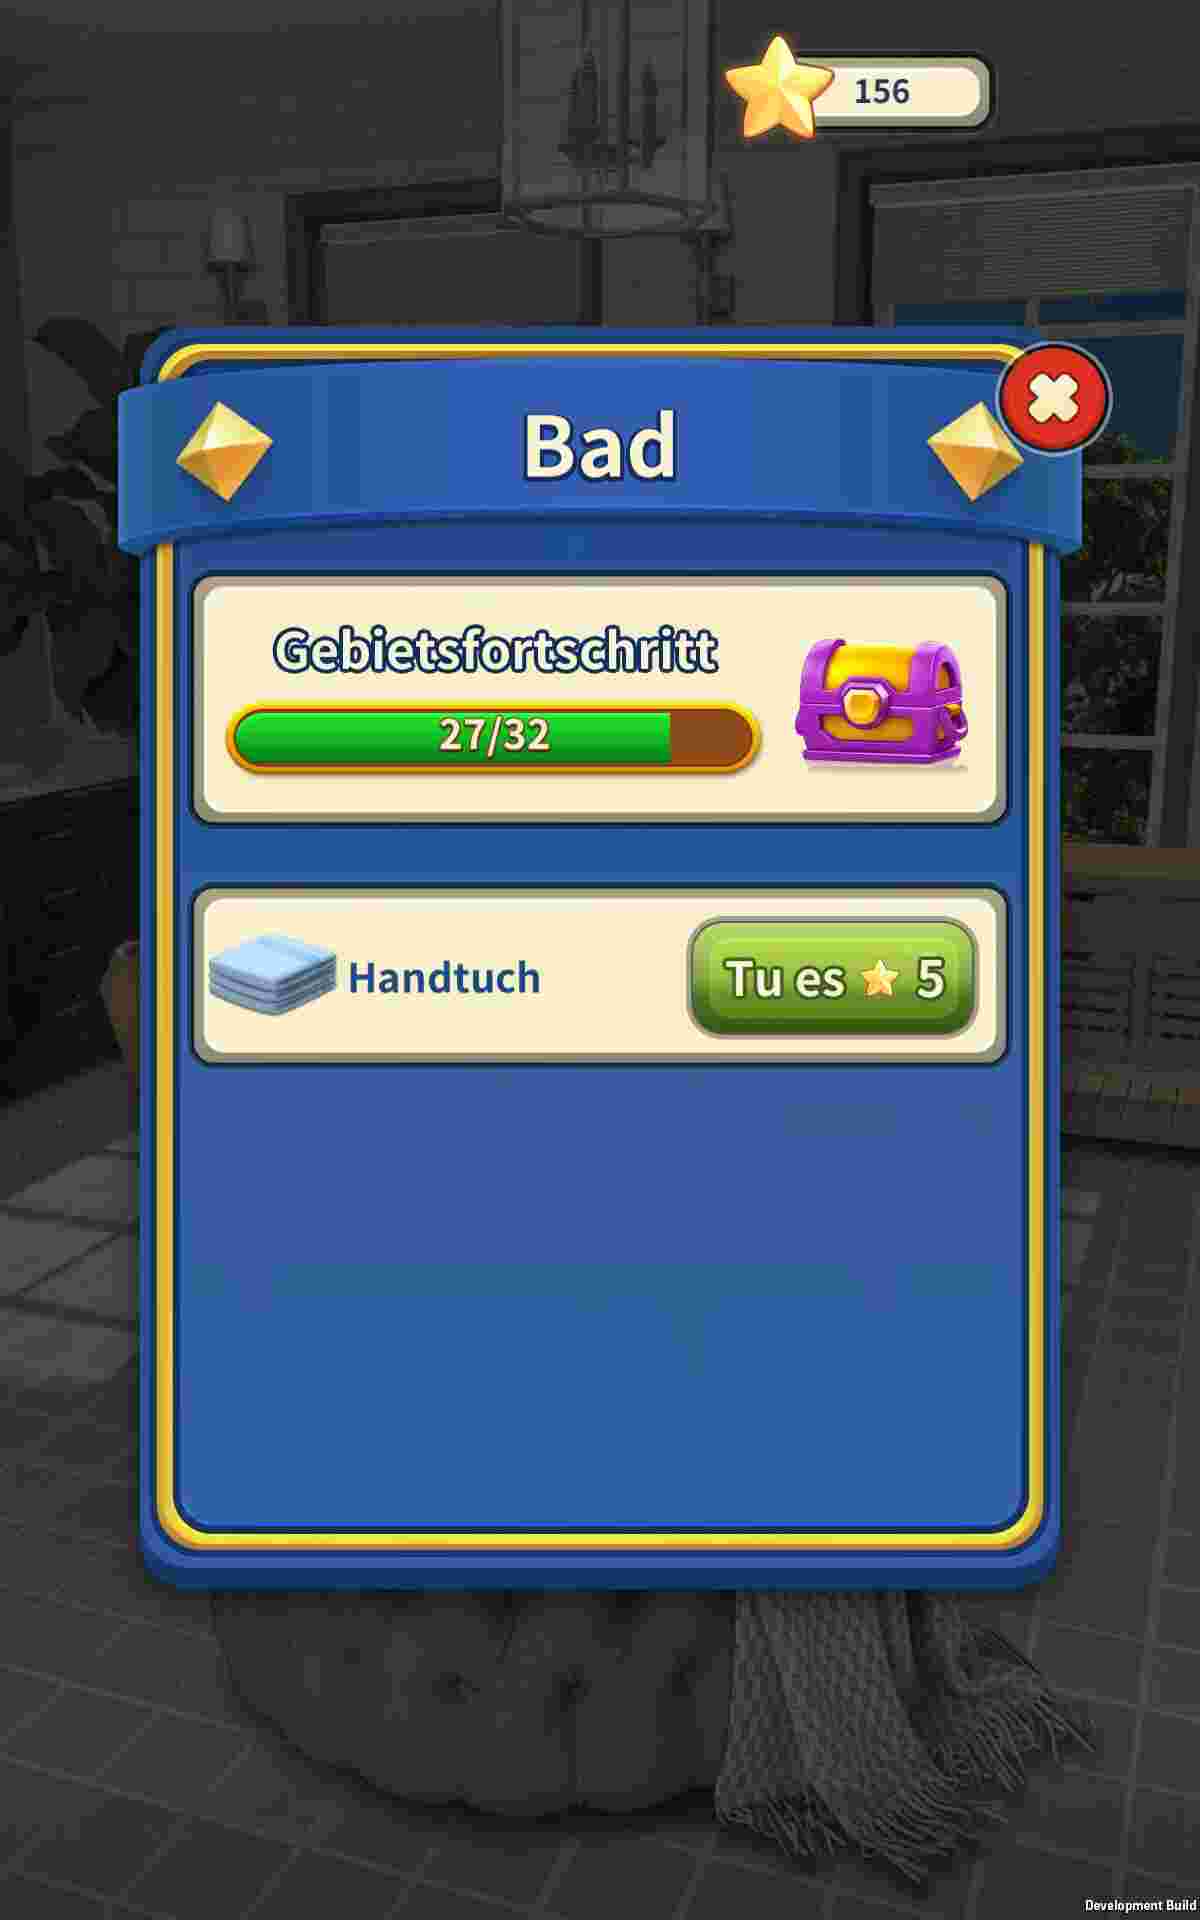 156
Bad
Gebietsfortschritt
27/32
Handtuch
Tu es 5
Development Build